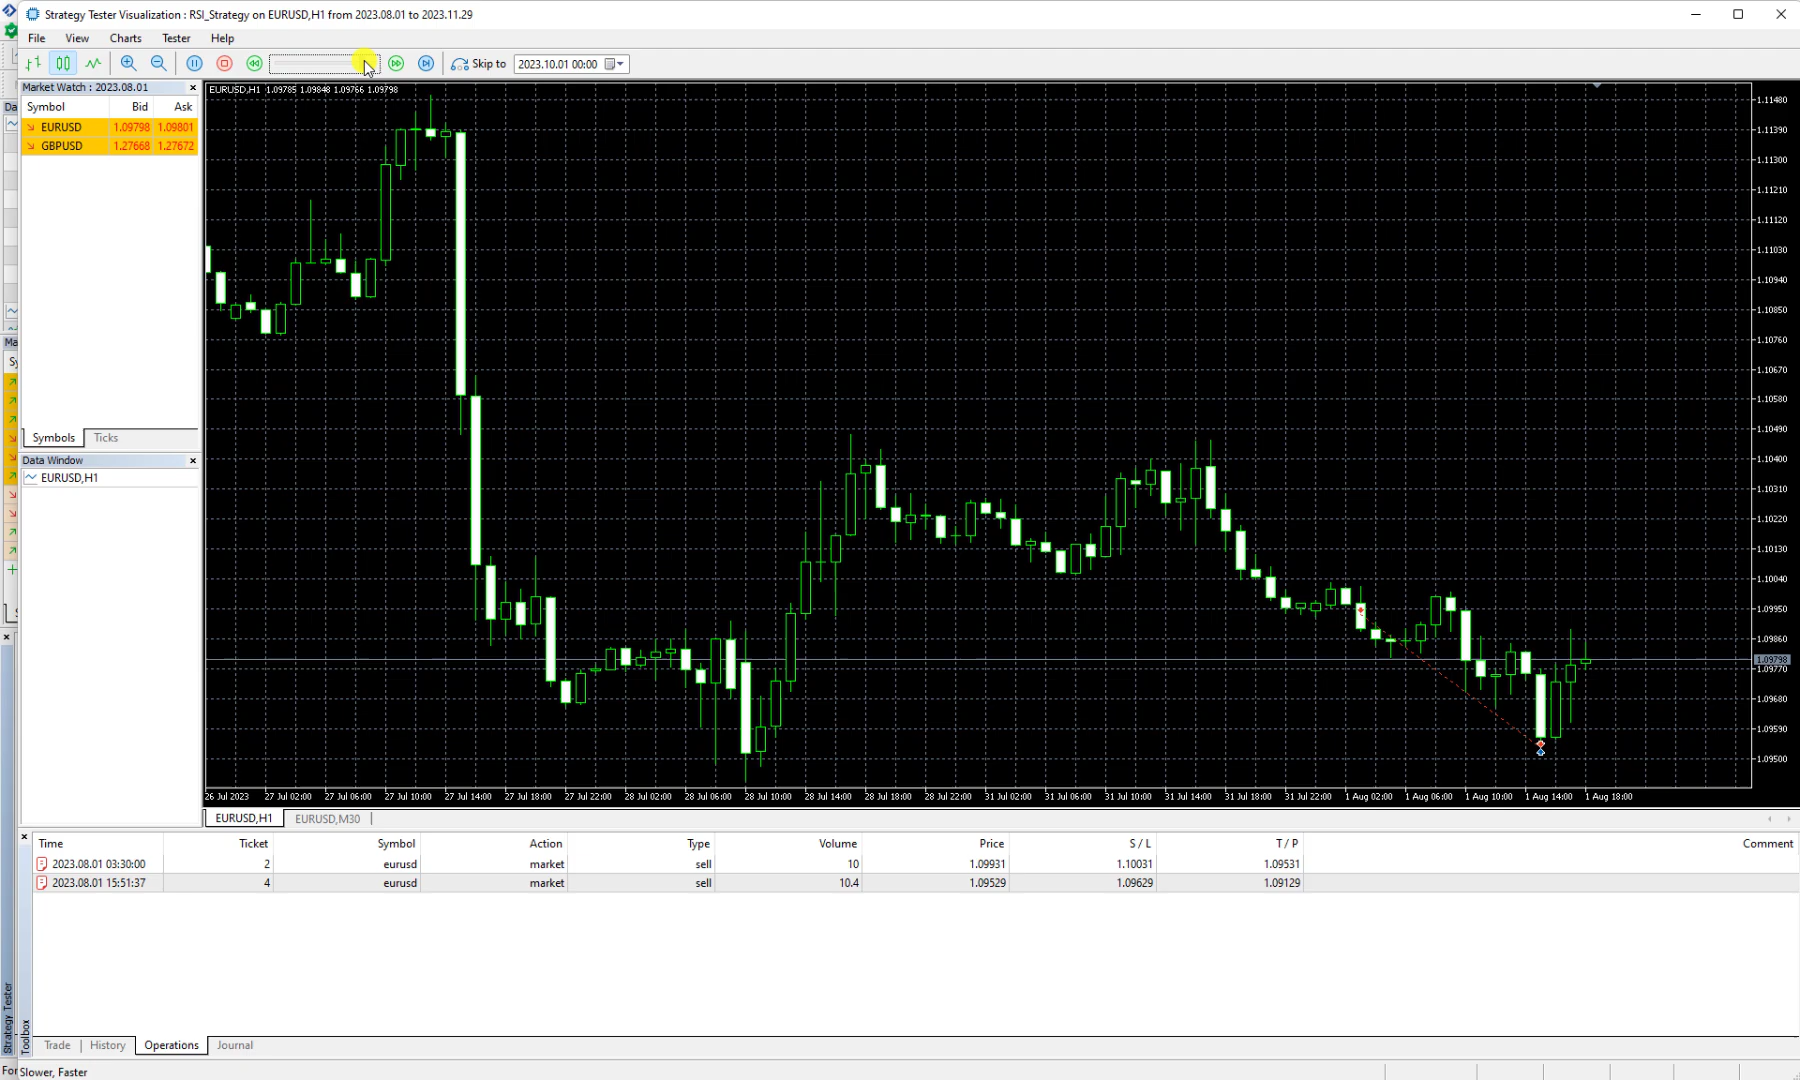 Strategy Tester Visualization : RSI_Strategy on EURUSD,H1 from 2023.08.01 to 2023.11.29
File View Charts Tester Help
Skip to 2023.10.01 00:00
Market Watch : 2023.08.01
Symbol Bid Ask
EURUSD 1.09798 1.09801
GBPUSD 1.27668 1.27672
Symbols Ticks
Data Window
EURUSD,H1
EURUSD,H1 1.09785 1.09848 1.09766 1.09798
1.11480
1.11390
1.11300
1.11210
1.11120
1.11030
1.10940
1.10850
1.10760
1.10670
1.10580
1.10490
1.10400
1.10310
1.10220
1.10130
1.10040
1.09950
1.09860
1.09798
1.09770
1.09680
1.09590
1.09500
26 Jul 2023 27 Jul 02:00 27 Jul 06:00 27 Jul 10:00 27 Jul 14:00 27 Jul 18:00 27 Jul 22:00 28 Jul 02:00 28 Jul 06:00 28 Jul 10:00 28 Jul 14:00 28 Jul 18:00 28 Jul 22:00 31 Jul 02:00 31 Jul 06:00 31 Jul 10:00 31 Jul 14:00 31 Jul 18:00 31 Jul 22:00 1 Aug 02:00 1 Aug 06:00 1 Aug 10:00 1 Aug 14:00 1 Aug 18:00
EURUSD,H1 EURUSD,M30
Time Ticket Symbol Action Type Volume Price S / L T / P Comment
2023.08.01 03:30:00 2 eurusd market sell 10 1.09931 1.10031 1.09531
2023.08.01 15:51:37 4 eurusd market sell 10.4 1.09529 1.09629 1.09129
Strategy Tester
Toolbox
Trade History Operations Journal
Slower, Faster